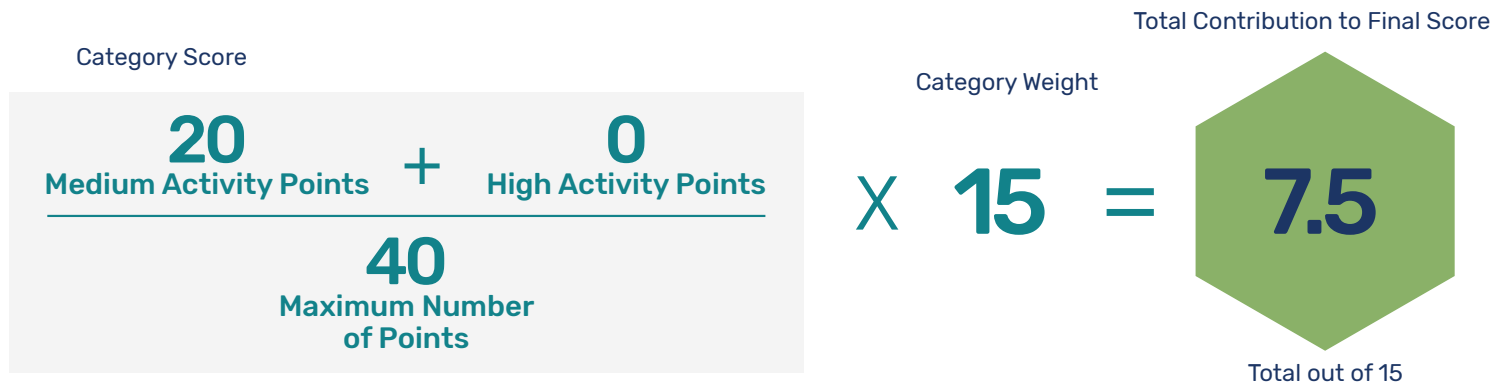 Total Contribution to Final Score
Category Score
Category Weight
20
Medium Activity Points
+
0
High Activity Points
40
Maximum Number
of Points
X 15 = 7.5
Total out of 15